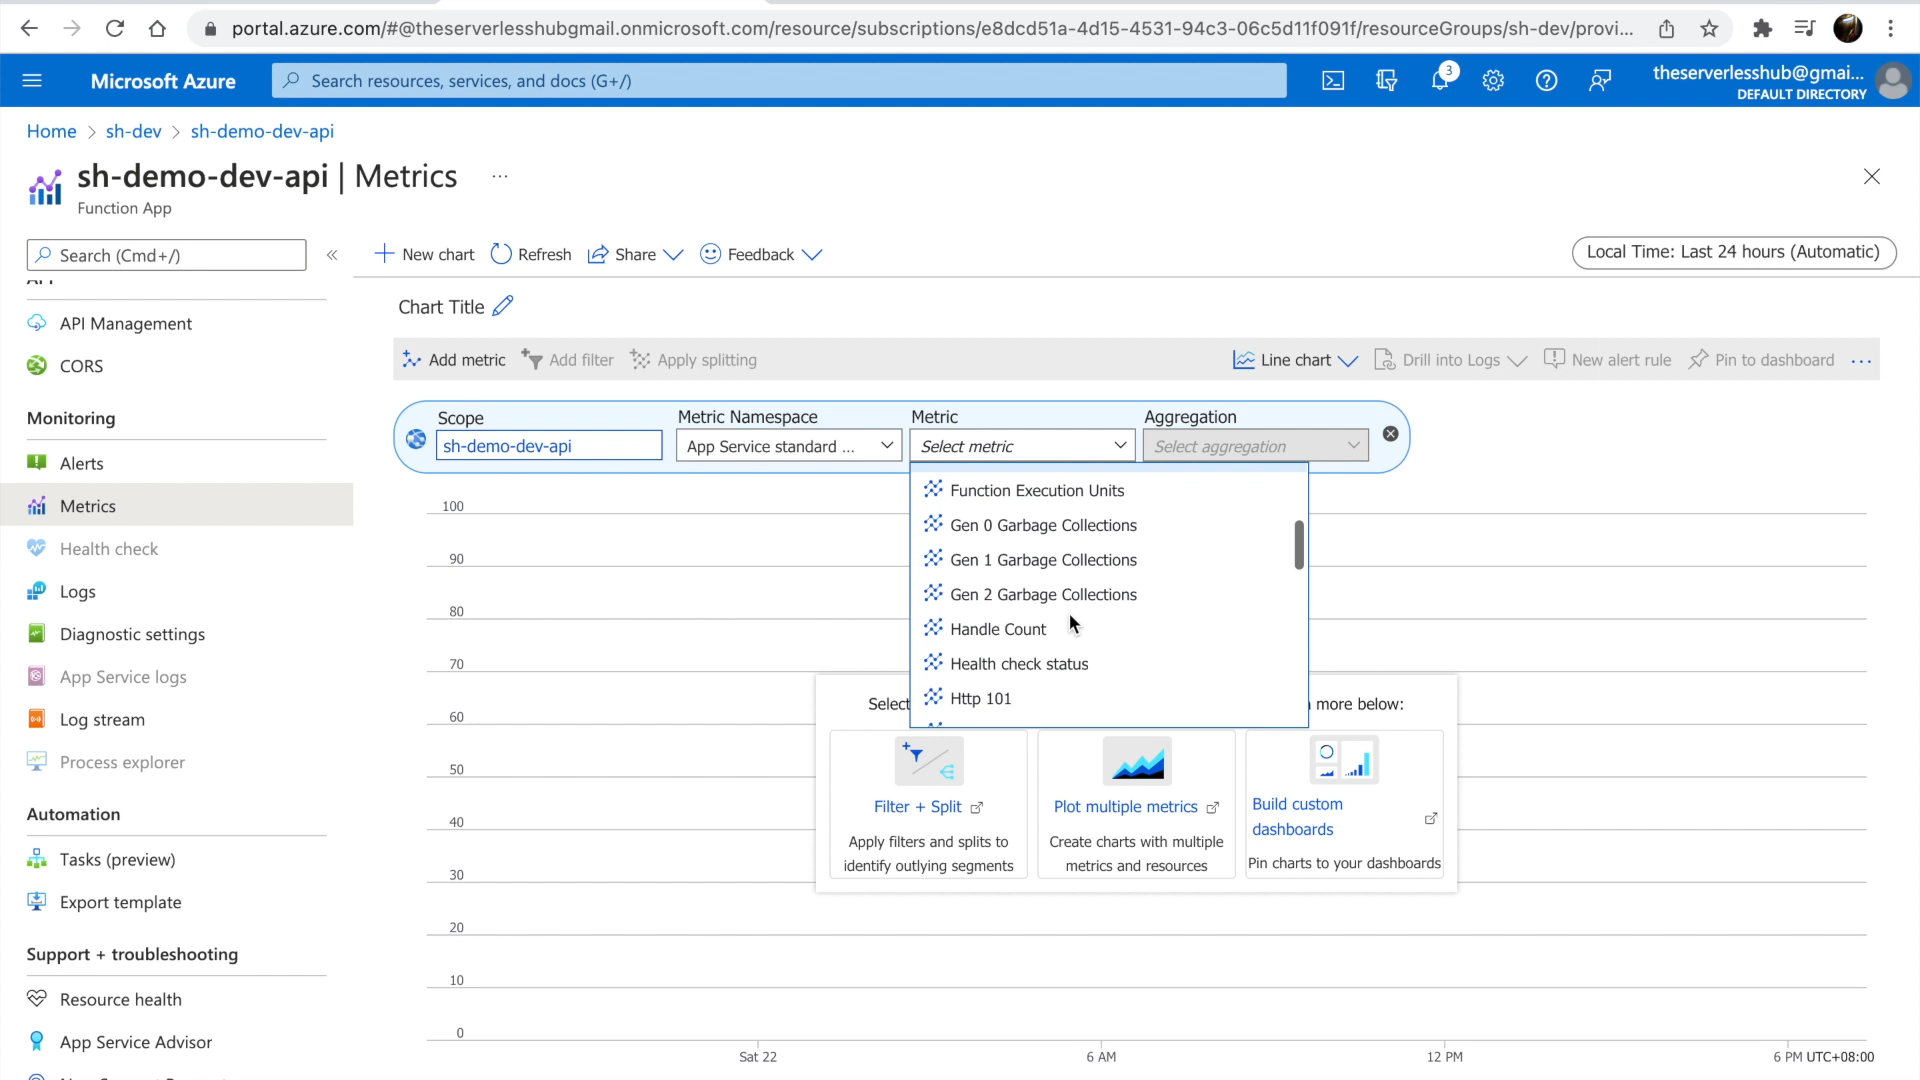 portal.azure.com/#@theserverlesshubgmail.onmicrosoft.com/resource/subscriptions/e8dcd51a-4d15-4531-94c3-06c5d11f091f/resourceGroups/sh-dev/provi...
Microsoft Azure
Search resources, services, and docs (G+/)
3
theserverlesshub@gmai...
DEFAULT DIRECTORY
Home > sh-dev > sh-demo-dev-api
sh-demo-dev-api | Metrics ...
Function App
Search (Cmd+/)
«
New chart
Refresh
Share
Feedback
Local Time: Last 24 hours (Automatic)
API Management
CORS
Monitoring
Alerts
Metrics
Health check
Logs
Diagnostic settings
App Service logs
Log stream
Process explorer
Automation
Tasks (preview)
Export template
Support + troubleshooting
Resource health
App Service Advisor
Chart Title
Add metric
Add filter
Apply splitting
Line chart
Drill into Logs
New alert rule
Pin to dashboard
...
Scope
sh-demo-dev-api
Metric Namespace
App Service standard ...
Metric
Select metric
Aggregation
Select aggregation
Function Execution Units
Gen 0 Garbage Collections
Gen 1 Garbage Collections
Gen 2 Garbage Collections
Handle Count
Health check status
Http 101
100
90
80
70
60
50
40
30
20
10
0
Select
more below:
Filter + Split
Apply filters and splits to
identify outlying segments
Plot multiple metrics
Create charts with multiple
metrics and resources
Build custom
dashboards
Pin charts to your dashboards
Sat 22
6 AM
12 PM
6 PM UTC+08:00